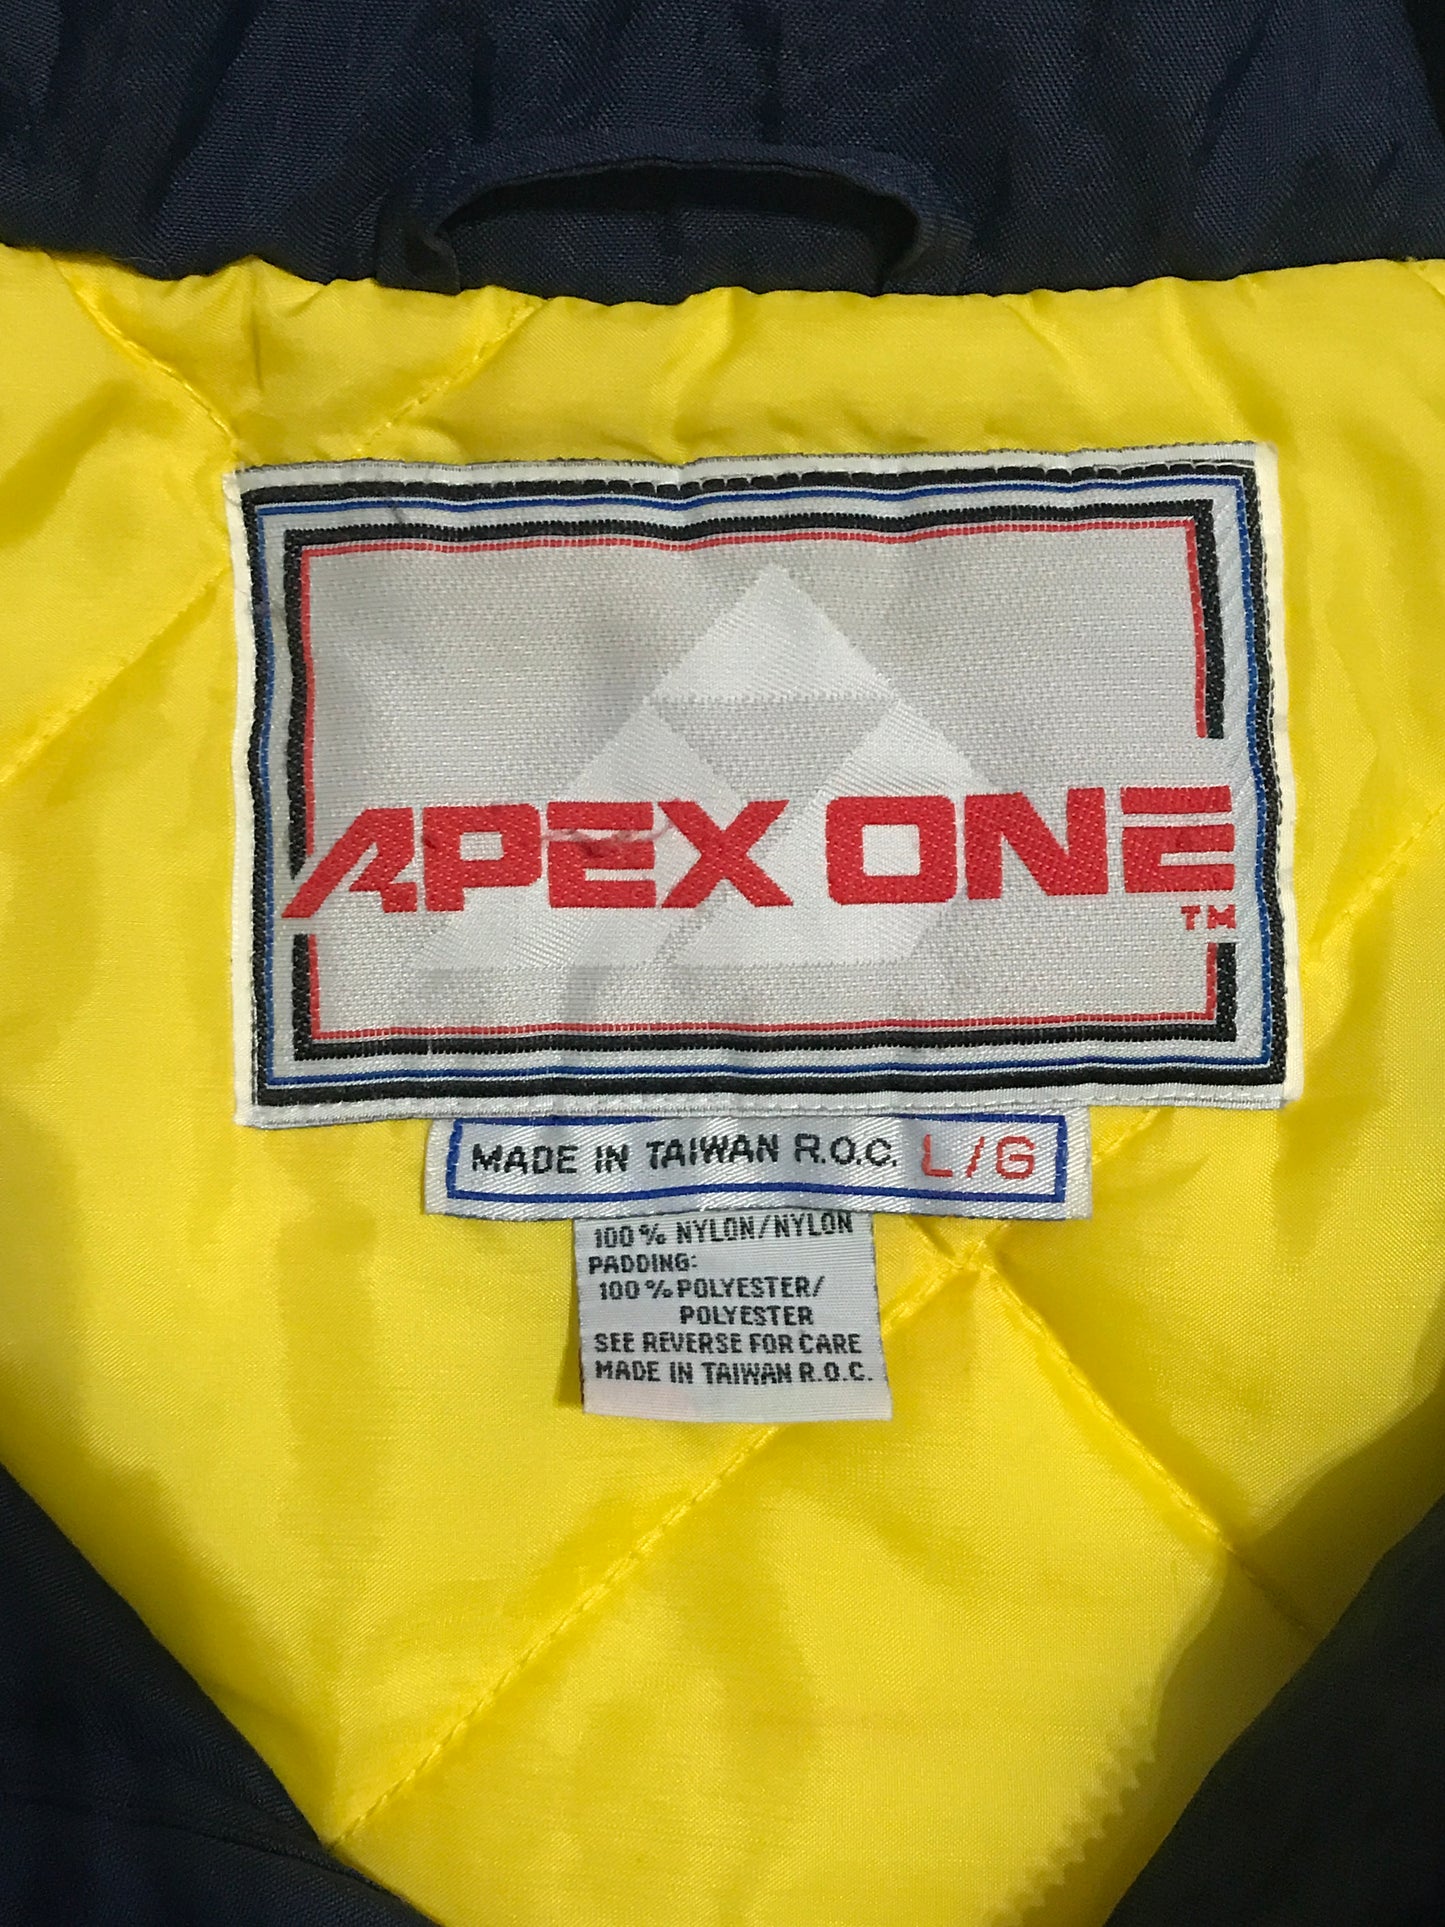 APEX ONE
TM
MADE IN TAIWAN R.O.C. L/G
100% NYLON/NYLON
PADDING:
100% POLYESTER/
POLYESTER
SEE REVERSE FOR CARE
MADE IN TAIWAN R.O.C.